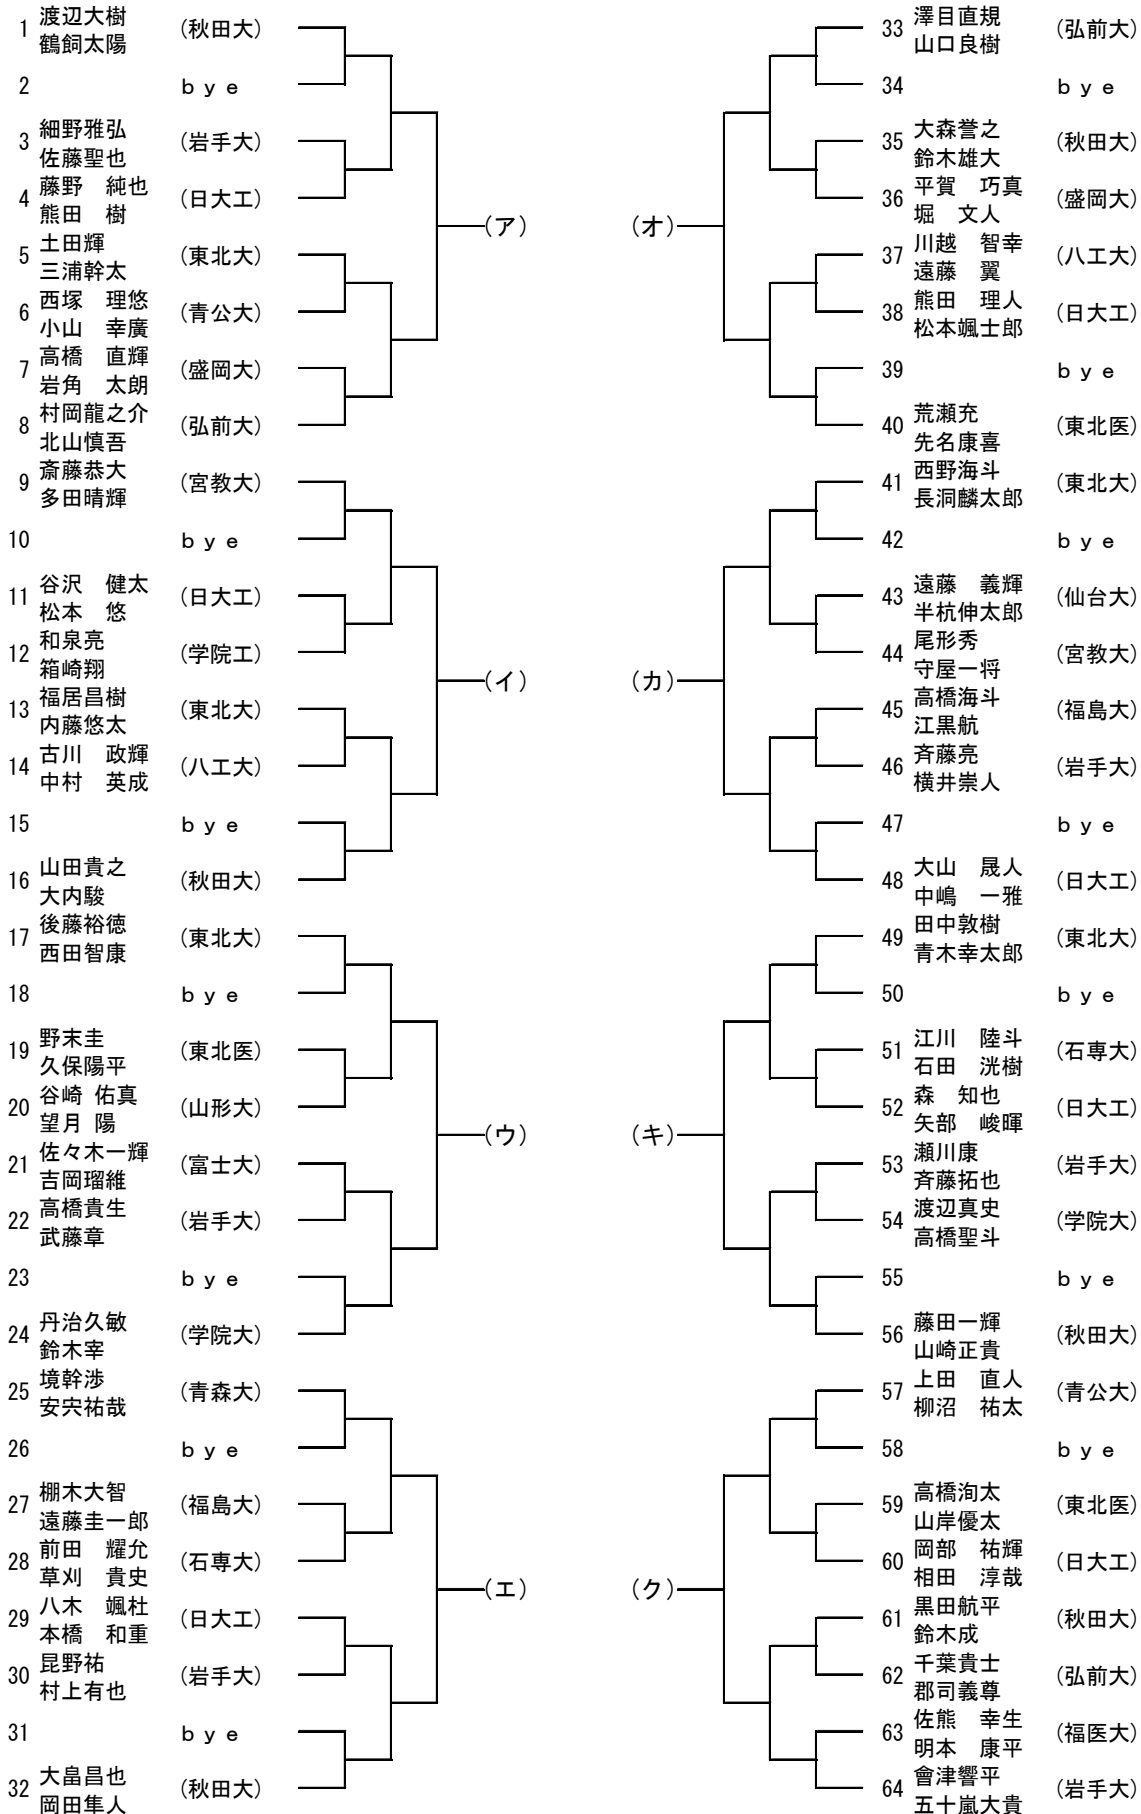 渡辺大樹
1 (秋田大)
鶴飼太陽
2 ｂｙｅ
細野雅弘
3 (岩手大)
佐藤聖也
藤野　純也
4 (日大工)
熊田　樹
土田輝
5 (東北大)
三浦幹太
西塚　理悠
6 (青公大)
小山　幸廣
高橋　直輝
7 (盛岡大)
岩角　太朗
村岡龍之介
8 (弘前大)
北山慎吾
(ア)
斎藤恭大
9 (宮教大)
多田晴輝
10 ｂｙｅ
谷沢　健太
11 (日大工)
松本　悠
和泉亮
12 (学院工)
箱崎翔
福居昌樹
13 (東北大)
内藤悠太
古川　政輝
14 (八工大)
中村　英成
15 ｂｙｅ
山田貴之
16 (秋田大)
大内駿
(イ)
後藤裕徳
17 (東北大)
西田智康
18 ｂｙｅ
野末圭
19 (東北医)
久保陽平
谷崎 佑真
20 (山形大)
望月 陽
佐々木一輝
21 (富士大)
吉岡瑠維
高橋貴生
22 (岩手大)
武藤章
23 ｂｙｅ
丹治久敏
24 (学院大)
鈴木宰
(ウ)
境幹渉
25 (青森大)
安宍祐哉
26 ｂｙｅ
棚木大智
27 (福島大)
遠藤圭一郎
前田　耀允
28 (石専大)
草刈　貴史
八木　颯杜
29 (日大工)
本橋　和重
昆野祐
30 (岩手大)
村上有也
31 ｂｙｅ
大畠昌也
32 (秋田大)
岡田隼人
(エ)
澤目直規
33 (弘前大)
山口良樹
34 ｂｙｅ
大森誉之
35 (秋田大)
鈴木雄大
平賀　巧真
36 (盛岡大)
堀　文人
川越　智幸
37 (八工大)
遠藤　翼
熊田　理人
38 (日大工)
松本颯士郎
39 ｂｙｅ
荒瀬充
40 (東北医)
先名康喜
(オ)
西野海斗
41 (東北大)
長洞麟太郎
42 ｂｙｅ
遠藤　義輝
43 (仙台大)
半杭伸太郎
尾形秀
44 (宮教大)
守屋一将
高橋海斗
45 (福島大)
江黒航
斉藤亮
46 (岩手大)
横井崇人
47 ｂｙｅ
大山　晟人
48 (日大工)
中嶋　一雅
(カ)
田中敦樹
49 (東北大)
青木幸太郎
50 ｂｙｅ
江川　陸斗
51 (石専大)
石田　洸樹
森　知也
52 (日大工)
矢部　峻暉
瀬川康
53 (岩手大)
斉藤拓也
渡辺真史
54 (学院大)
高橋聖斗
55 ｂｙｅ
藤田一輝
56 (秋田大)
山崎正貴
(キ)
上田　直人
57 (青公大)
柳沼　祐太
58 ｂｙｅ
高橋洵太
59 (東北医)
山岸優太
岡部　祐輝
60 (日大工)
相田　淳哉
黒田航平
61 (秋田大)
鈴木成
千葉貴士
62 (弘前大)
郡司義尊
佐熊　幸生
63 (福医大)
明本　康平
會津響平
64 (岩手大)
五十嵐大貴
(ク)